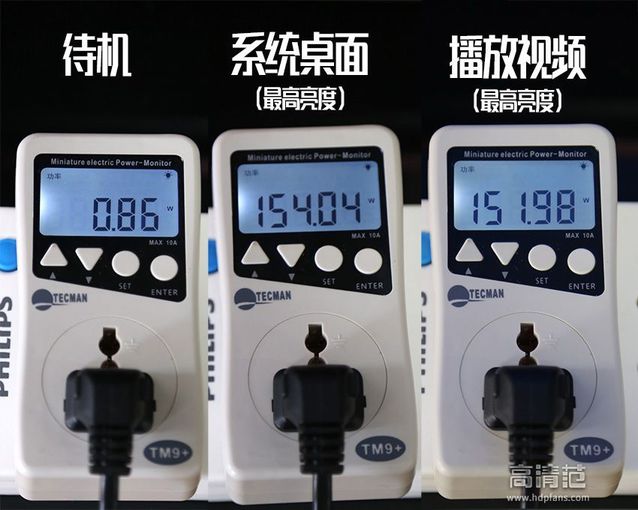 待机
系统桌面
(最高亮度)
播放视频
(最高亮度)
Miniature electric Power-Monitor
功率
0.86 W
MAX 10A
SET
ENTER
TECMAN
TM9+
Miniature electric Power-Monitor
功率
154.04 W
MAX 10A
SET
ENTER
TECMAN
TM9+
Miniature electric Power-Monitor
功率
151.98 W
MAX 10A
SET
ENTER
TECMAN
PHILIPS
PHILIPS
高清范
www.hdpfans.com